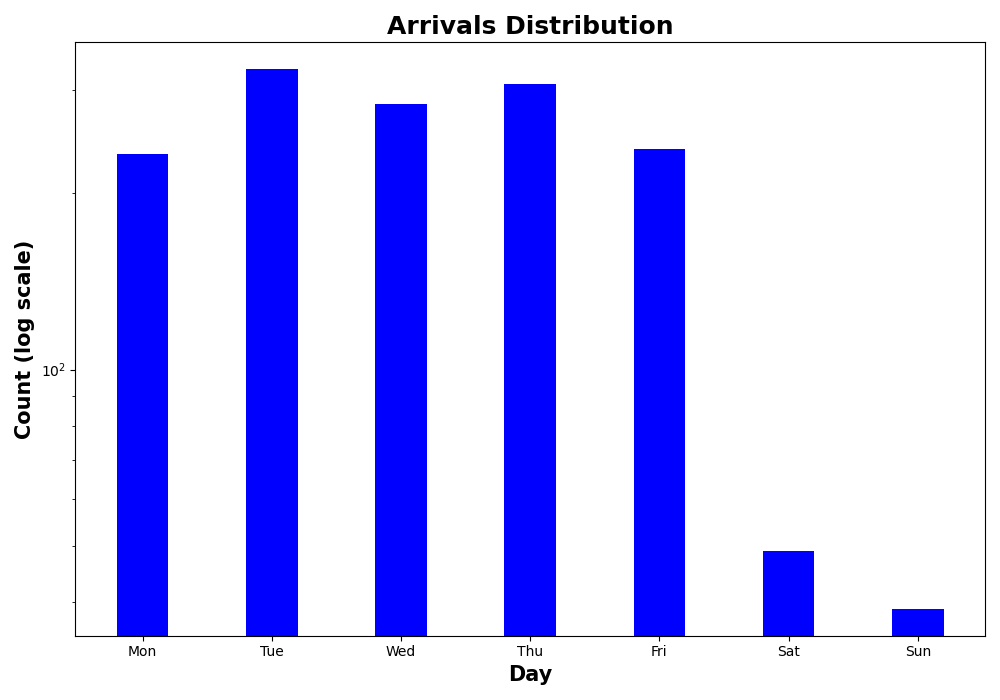 Arrivals Distribution
Count (log scale)
10²
Mon Tue Wed Thu Fri Sat Sun
Day